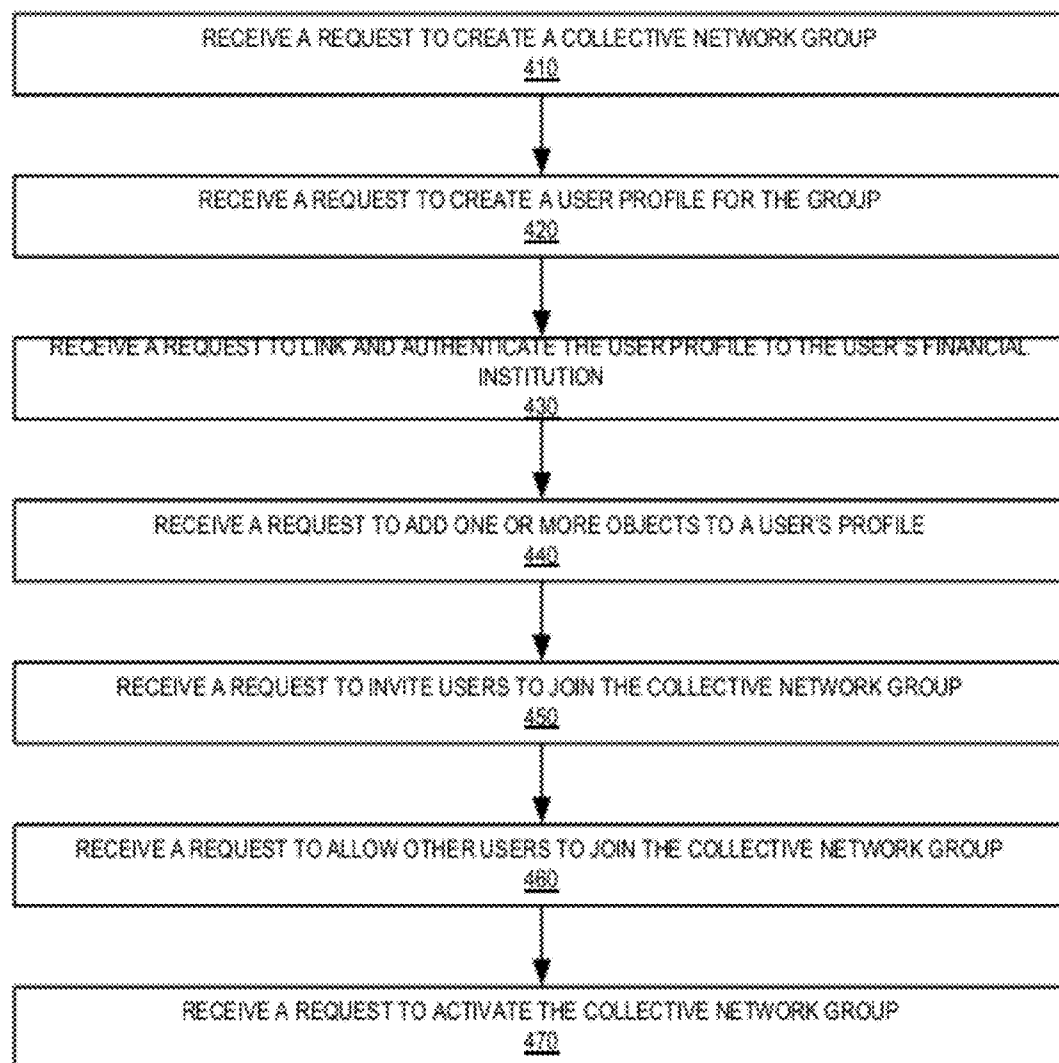 RECEIVE A REQUEST TO CREATE A COLLECTIVE NETWORK GROUP
410
RECEIVE A REQUEST TO CREATE A USER PROFILE FOR THE GROUP
420
RECEIVE A REQUEST TO LINK AND AUTHENTICATE THE USER PROFILE TO THE USER'S FINANCIAL
INSTITUTION
430
RECEIVE A REQUEST TO ADD ONE OR MORE OBJECTS TO A USER'S PROFILE
440
RECEIVE A REQUEST TO INVITE USERS TO JOIN THE COLLECTIVE NETWORK GROUP
450
RECEIVE A REQUEST TO ALLOW OTHER USERS TO JOIN THE COLLECTIVE NETWORK GROUP
460
RECEIVE A REQUEST TO ACTIVATE THE COLLECTIVE NETWORK GROUP
470